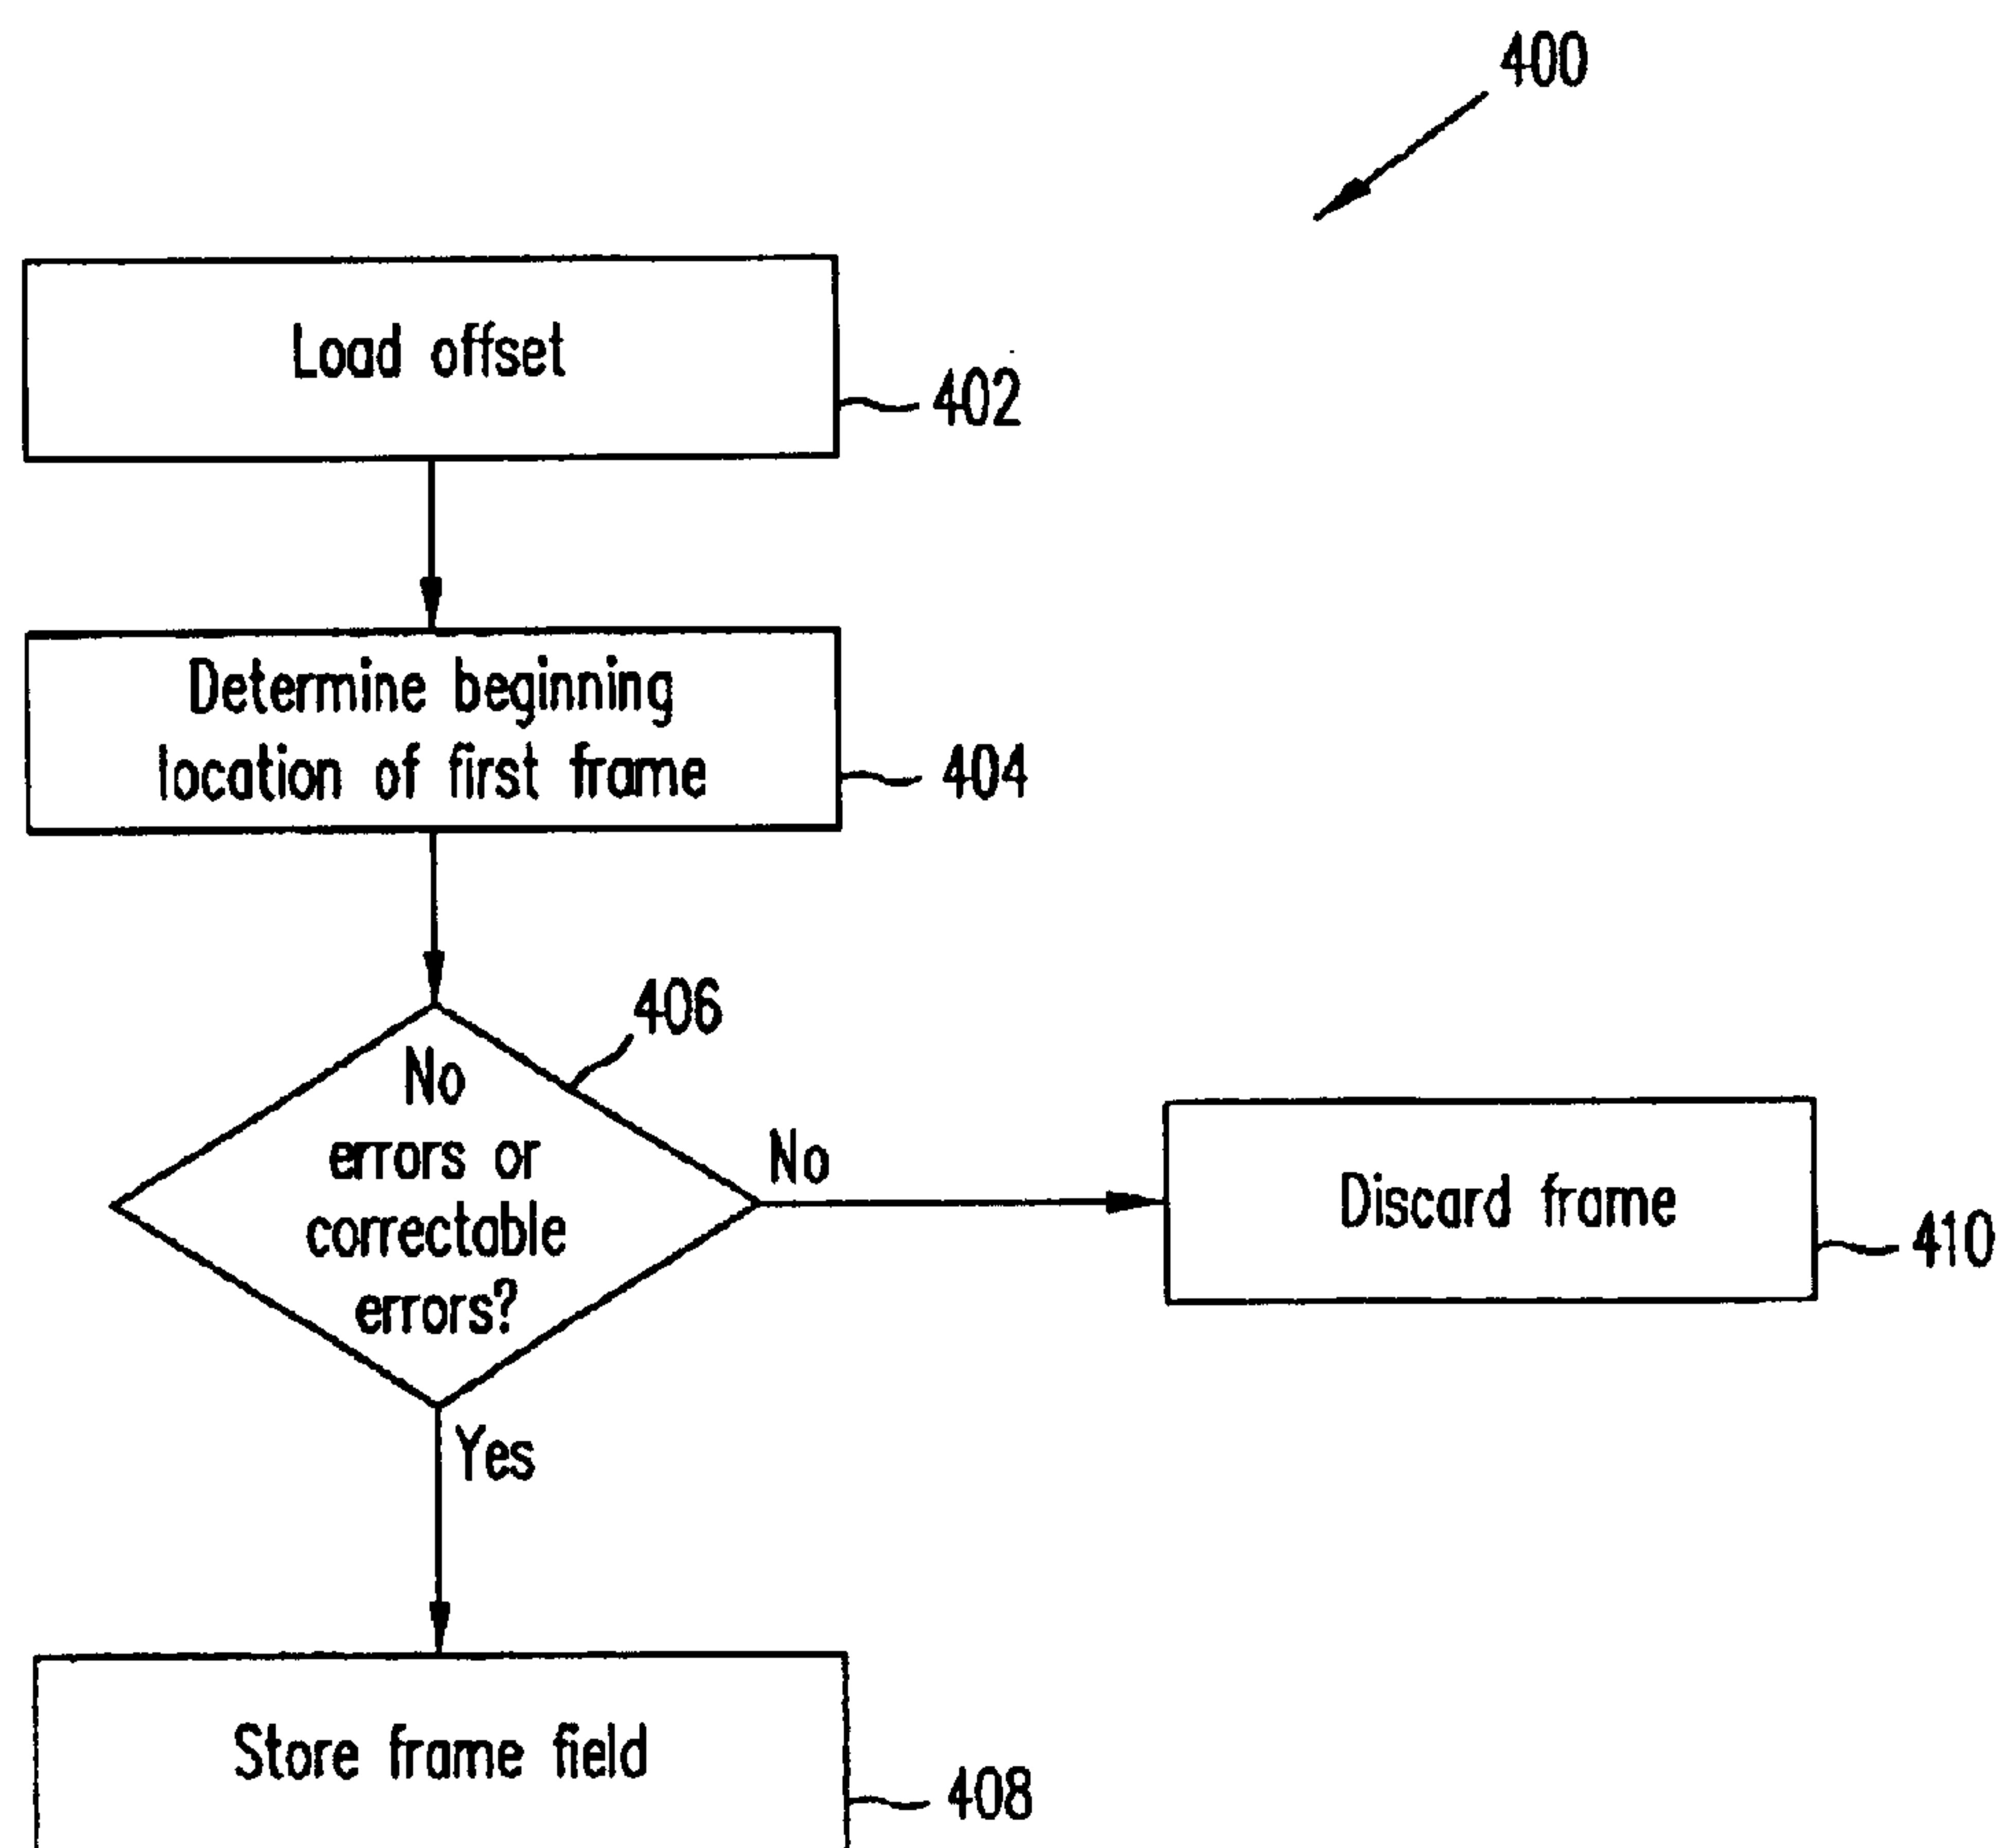 400
Load offset
402
Determine beginning
location of first frame
404
406
No
errors or
correctable
errors?
No
Discard frame
410
Yes
Store frame field
408